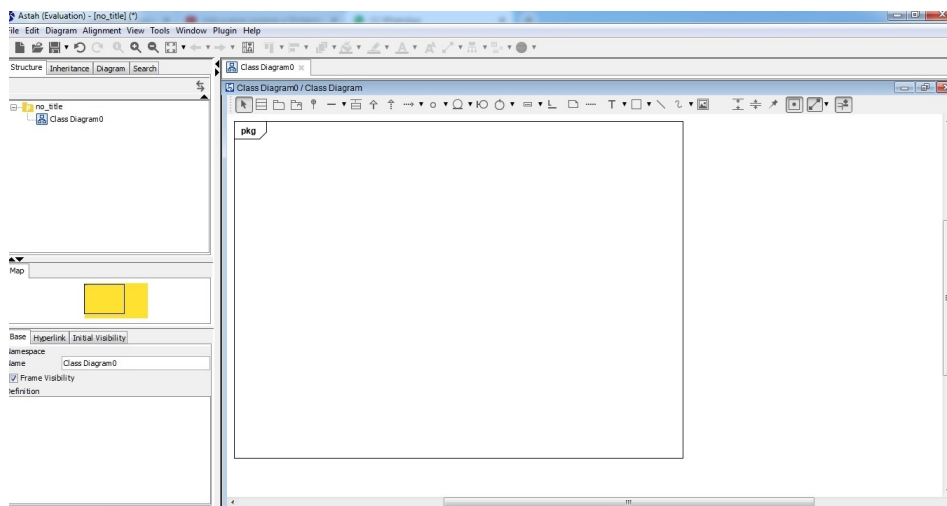 Astah (Evaluation) - [no_title] (*)
File Edit Diagram Alignment View Tools Window Plugin Help
Structure Inheritance Diagram Search
Class Diagram0
Class Diagram0 / Class Diagram
no_title
Class Diagram0
T
pkg
Map
Base Hyperlink Initial Visibility
Namespace
Name Class Diagram0
Frame Visibility
Definition